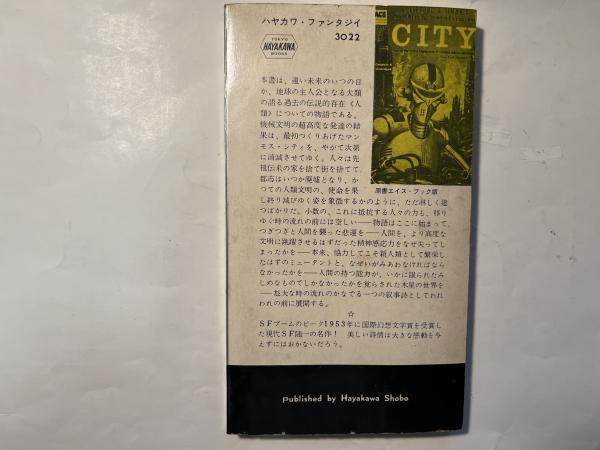 ハヤカワ・ファンタジイ
3022
TOKYO
HAYAKAWA
BOOKS
CITY
本書は、遠い未来のいつの日
か、地球の主人公となる犬類
の語る過去の伝説的存在《人
類》についての物語である。
機械文明の超高度な発達の結
果は、最初つくりあげたマン
モス・シティを、やがて次第
に消滅させてゆく。人々は先
祖伝来の家を捨て街を捨てて
都市はいつか廃墟となり、か
つての人類文明の、使命を果
原書エイス・ブック版
し終り滅びゆく姿を象徴するかのように、ただ淋しく建
つばかりだ。小数の、これに抵抗する人々の力も、移り
ゆく時の流れの前には空しい――物語はここに始まって
つぎつぎと人間を襲った悲運を――人間を、より高度な
文明に跳躍させるはずだった精神感応力をなぜ失ってし
まったかを――本来、協力してこそ新人類として繁栄し
たはずのミュータントと、なぜいがみあわなければなら
なかったかを――人間の持つ能力が、いかに限られたみ
じめなものでしかなかったかを覚らされた木星の世界を
――尨大な時の流れのかなでる一つの叙事詩としてわれ
われの前に展開する。
☆
SFブームのピーク1953年に国際幻想文学賞を受賞し
た現代SF随一の名作! 美しい詩情は大きな感動を与
えずにはおかないだろう。
Published by Hayakawa Shobo